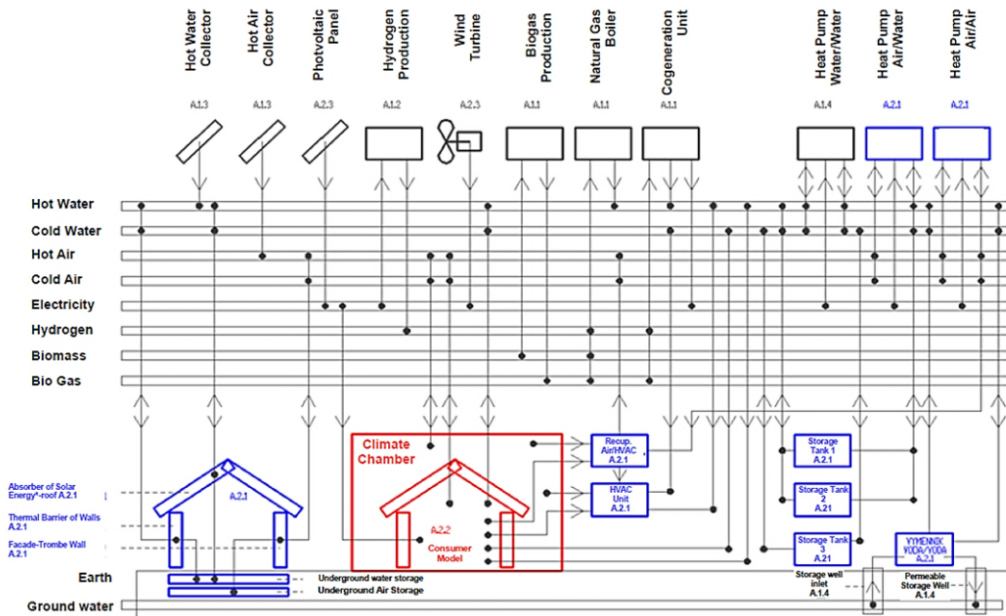 Hot Water
Collector
Hot Air
Collector
Photvoltaic
Panel
Hydrogen
Production
Wind
Turbine
Biogas
Production
Natural Gas
Boiler
Cogeneration
Unit
Heat Pump
Water/Water
Heat Pump
Air/Water
Heat Pump
Air/Air
A.1.3
A.1.3
A.2.3
A.1.2
A.2.3
A.1.1
A.1.1
A.1.1
A.1.4
A.2.1
A.2.1
Hot Water
Cold Water
Hot Air
Cold Air
Electricity
Hydrogen
Biomass
Bio Gas
Climate
Chamber
Recup.
Air/HVAC
A.2.1
HVAC
Unit
A.2.1
Storage
Tank 1
A.2.1
Storage Tank
2
A.21
Storage Tank
3
A.21
VYMENNIK
VODA/VODA
A.2.1
Absorber of Solar
Energy*-roof A.2.1
A.2.1
Thermal Barrier of Walls
A.2.1
Facade-Trombe Wall
A.2.1
A.2.2
Consumer
Model
Earth
Underground water storage
Underground Air Storage
Storage well
inlet
A.1.4
Permeable
Storage Well
A.1.4
Ground water